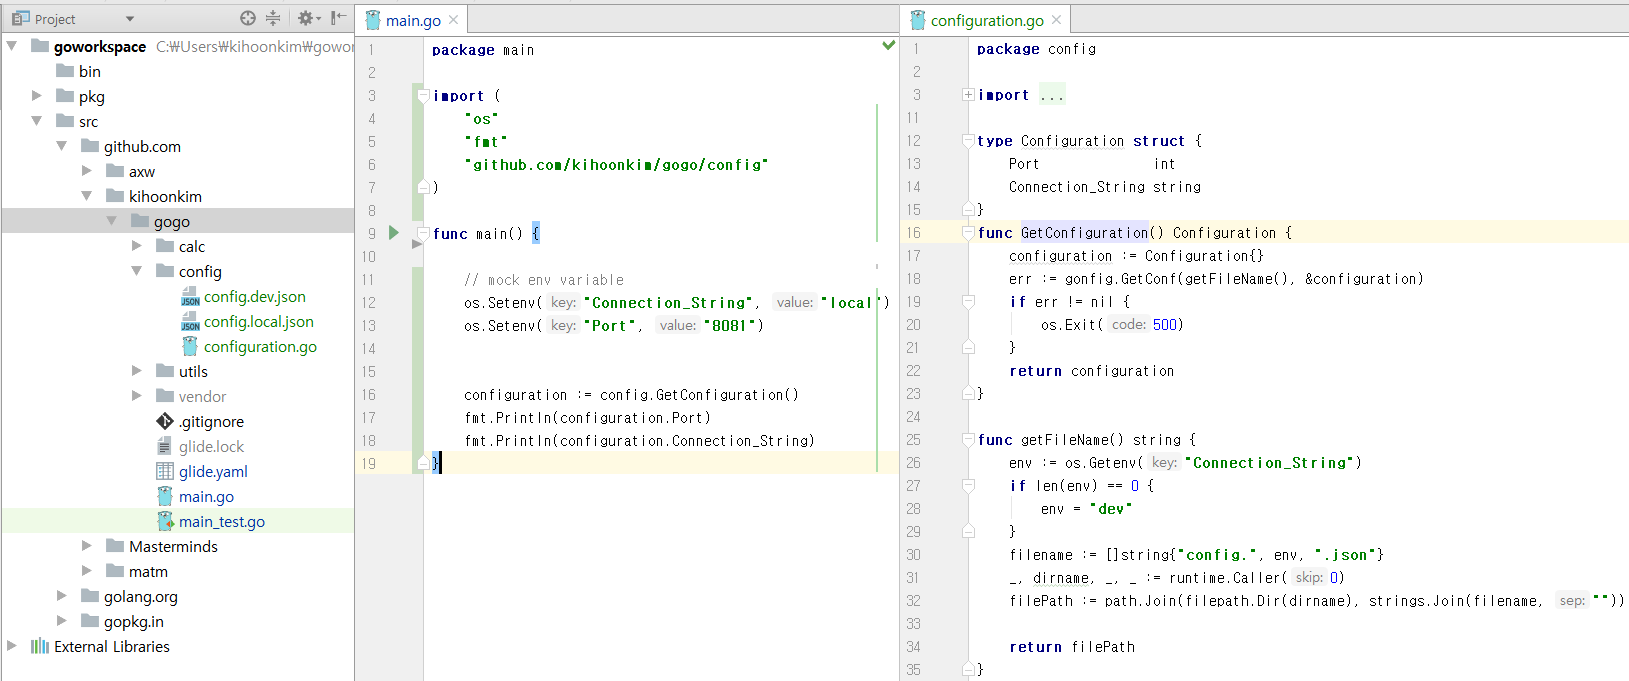 Project
goworkspace C:₩Users₩kihoonkim₩gowor
bin
pkg
src
github.com
axw
kihoonkim
gogo
calc
config
config.dev.json
config.local.json
configuration.go
utils
vendor
.gitignore
glide.lock
glide.yaml
main.go
main_test.go
Masterminds
matm
golang.org
gopkg.in
External Libraries
main.go
1 package main
2
3 import (
4 "os"
5 "fmt"
6 "github.com/kihoonkim/gogo/config"
7 )
8
9 func main() {
10
11 // mock env variable
12 os.Setenv( key: "Connection_String", value: "local")
13 os.Setenv( key: "Port", value: "8081")
14
15
16 configuration := config.GetConfiguration()
17 fmt.Println(configuration.Port)
18 fmt.Println(configuration.Connection_String)
19 }
configuration.go
1 package config
2
3 import ...
11
12 type Configuration struct {
13 Port int
14 Connection_String string
15 }
16 func GetConfiguration() Configuration {
17 configuration := Configuration{}
18 err := gonfig.GetConf(getFileName(), &configuration)
19 if err != nil {
20 os.Exit( code: 500)
21 }
22 return configuration
23 }
24
25 func getFileName() string {
26 env := os.Getenv( key: "Connection_String")
27 if len(env) == 0 {
28 env = "dev"
29 }
30 filename := []string{"config.", env, ".json"}
31 _, dirname, _, _ := runtime.Caller( skip: 0)
32 filePath := path.Join(filepath.Dir(dirname), strings.Join(filename, sep: ""))
33
34 return filePath
35 }